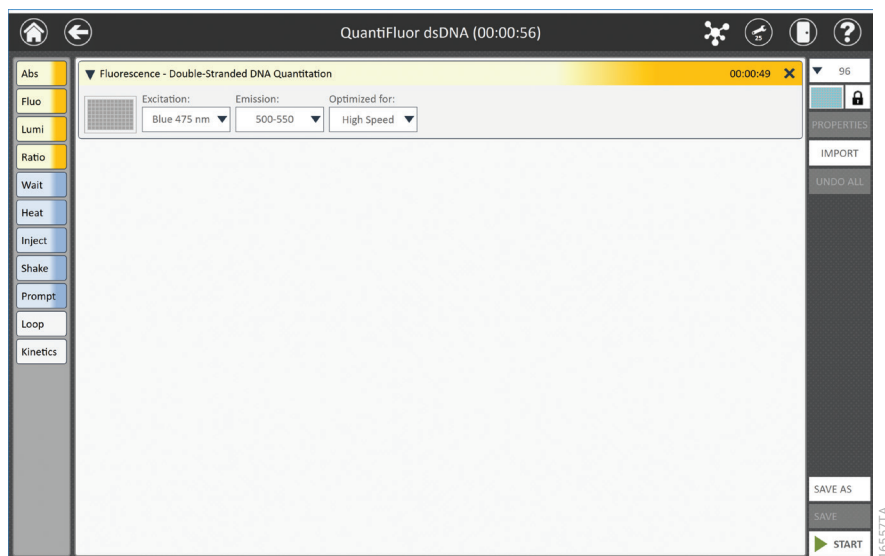 QuantiFluor dsDNA (00:00:56)
25
Abs
Fluo
Lumi
Ratio
Wait
Heat
Inject
Shake
Prompt
Loop
Kinetics
Fluorescence - Double-Stranded DNA Quantitation 00:00:49
Excitation: Emission: Optimized for:
Blue 475 nm 500-550 High Speed
96
PROPERTIES
IMPORT
UNDO ALL
SAVE AS
SAVE
START